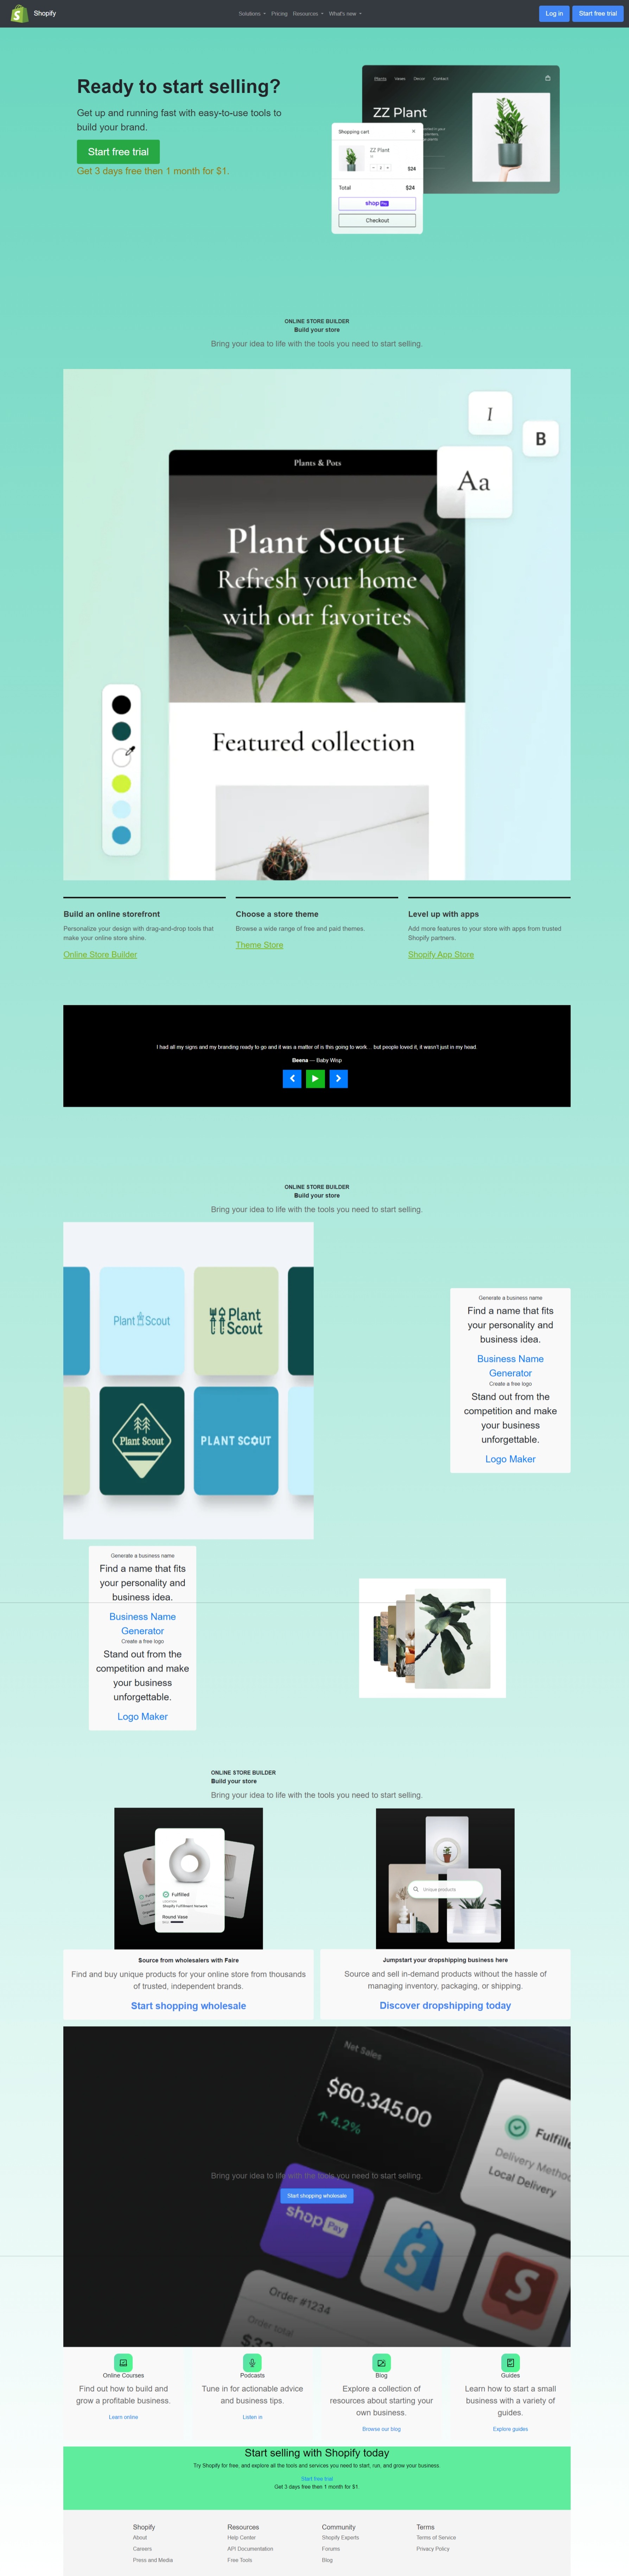 Shopify
Solutions
Pricing
Resources
What's new
Log in
Start free trial
Ready to start selling?
Get up and running fast with easy-to-use tools to
build your brand.
Start free trial
Get 3 days free then 1 month for $1.
Plants
News
Decor
Contact
ZZ Plant
Shopping cart
ZZ Plant
$24
Total
$24
shop Pay
Checkout
ONLINE STORE BUILDER
Build your store
Bring your idea to life with the tools you need to start selling.
I
B
Aa
Plants & Pots
Plant Scout
Refresh your home
with our favorites
Featured collection
Build an online storefront
Personalize your design with drag-and-drop tools that
make your online store shine.
Online Store Builder
Choose a store theme
Browse a wide range of free and paid themes.
Theme Store
Level up with apps
Add more features to your store with apps from trusted
Shopify partners.
Shopify App Store
I had all my signs and my branding ready to go and it was a matter of is this going to work… but people loved it, it wasn't just in my head.
Beena — Baby Wisp
ONLINE STORE BUILDER
Build your store
Bring your idea to life with the tools you need to start selling.
Plant Scout
Plant
Scout
Plant Scout
PLANT SCOUT
Generate a business name
Find a name that fits
your personality and
business idea.
Business Name
Generator
Create a free logo
Stand out from the
competition and make
your business
unforgettable.
Logo Maker
Generate a business name
Find a name that fits
your personality and
business idea.
Business Name
Generator
Create a free logo
Stand out from the
competition and make
your business
unforgettable.
Logo Maker
ONLINE STORE BUILDER
Build your store
Bring your idea to life with the tools you need to start selling.
Fulfilled
Shopify Fulfillment Network
Round Vase
Unique products
Source from wholesalers with Faire
Find and buy unique products for your online store from thousands
of trusted, independent brands.
Start shopping wholesale
Jumpstart your dropshipping business here
Source and sell in-demand products without the hassle of
managing inventory, packaging, or shipping.
Discover dropshipping today
Net Sales
$60,345.00
4.2%
Fulfille
Delivery Metho
Local Delivery
Bring your idea to life with the tools you need to start selling.
Start shopping wholesale
shop Pay
Order #1234
Order total
Online Courses
Find out how to build and
grow a profitable business.
Learn online
Podcasts
Tune in for actionable advice
and business tips.
Listen in
Blog
Explore a collection of
resources about starting your
own business.
Browse our blog
Guides
Learn how to start a small
business with a variety of
guides.
Explore guides
Start selling with Shopify today
Try Shopify for free, and explore all the tools and services you need to start, run, and grow your business.
Start free trial
Get 3 days free then 1 month for $1.
Shopify
About
Careers
Press and Media
Resources
Help Center
API Documentation
Free Tools
Community
Shopify Experts
Forums
Blog
Terms
Terms of Service
Privacy Policy